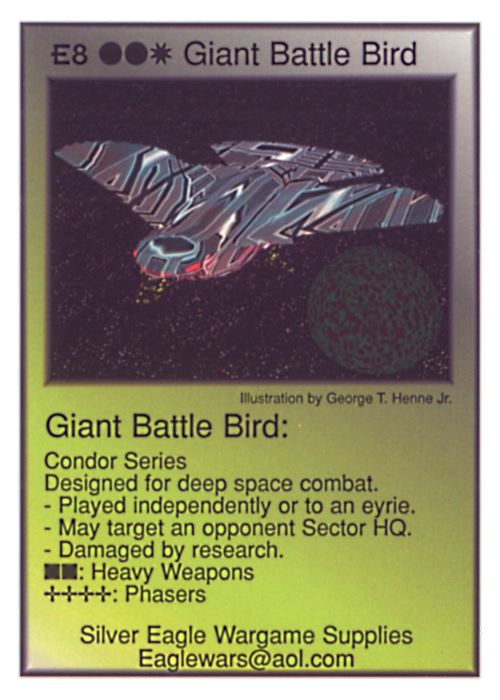 E8 ●●✷ Giant Battle Bird
Illustration by George T. Henne Jr.
Giant Battle Bird:
Condor Series
Designed for deep space combat.
- Played independently or to an eyrie.
- May target an opponent Sector HQ.
- Damaged by research.
■■: Heavy Weapons
✢✢✢✢: Phasers
Silver Eagle Wargame Supplies
Eaglewars@aol.com